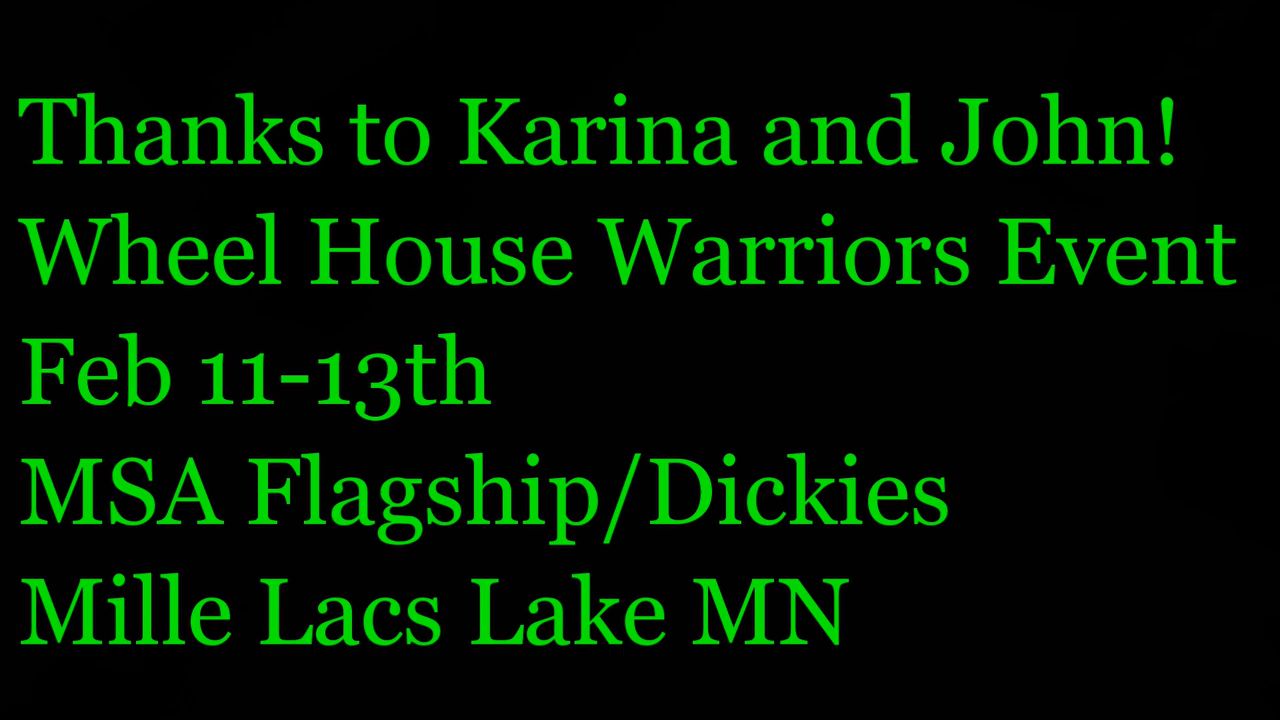 Thanks to Karina and John!
Wheel House Warriors Event
Feb 11-13th
MSA Flagship/Dickies
Mille Lacs Lake MN